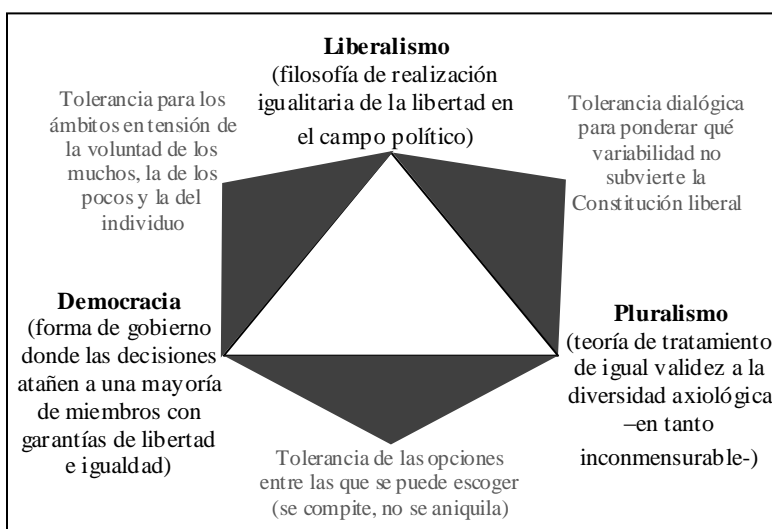 Liberalismo
(filosofía de realización
igualitaria de la libertad en
el campo político)
Tolerancia para los
ámbitos en tensión de
la voluntad de los
muchos, la de los
pocos y la del
individuo
Tolerancia dialógica
para ponderar qué
variabilidad no
subvierte la
Constitución liberal
Democracia
(forma de gobierno
donde las decisiones
atañen a una mayoría
de miembros con
garantías de libertad
e igualdad)
Pluralismo
(teoría de tratamiento
de igual validez a la
diversidad axiológica
–en tanto
inconmensurable-)
Tolerancia de las opciones
entre las que se puede escoger
(se compite, no se aniquila)